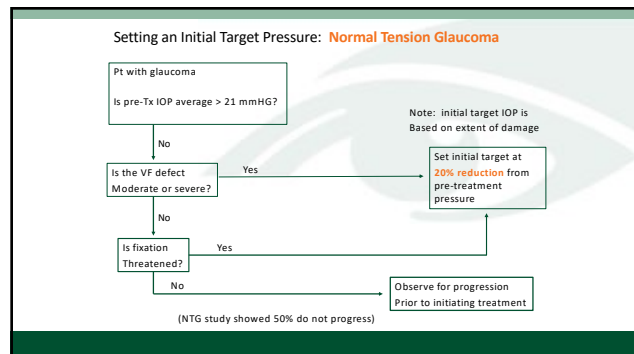 Setting an Initial Target Pressure: Normal Tension Glaucoma
Pt with glaucoma
Is pre-Tx IOP average > 21 mmHG?
Note: initial target IOP is
Based on extent of damage
No
Is the VF defect
Moderate or severe?
Yes
Set initial target at
20% reduction from
pre-treatment
pressure
No
Is fixation
Threatened?
Yes
No
Observe for progression
Prior to initiating treatment
(NTG study showed 50% do not progress)